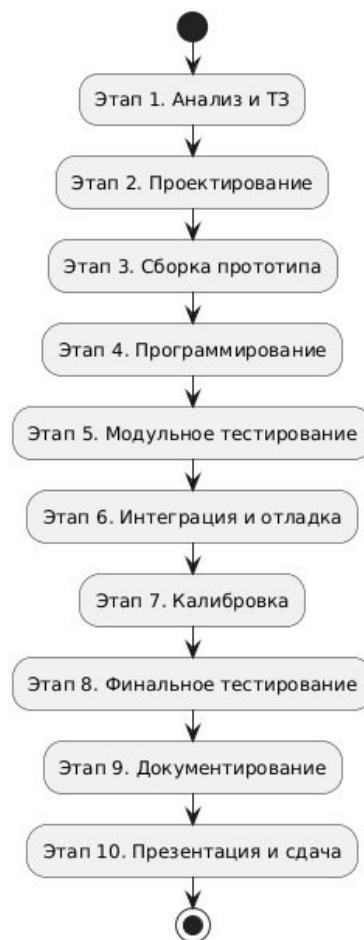 Этап 1. Анализ и ТЗ
Этап 2. Проектирование
Этап 3. Сборка прототипа
Этап 4. Программирование
Этап 5. Модульное тестирование
Этап 6. Интеграция и отладка
Этап 7. Калибровка
Этап 8. Финальное тестирование
Этап 9. Документирование
Этап 10. Презентация и сдача